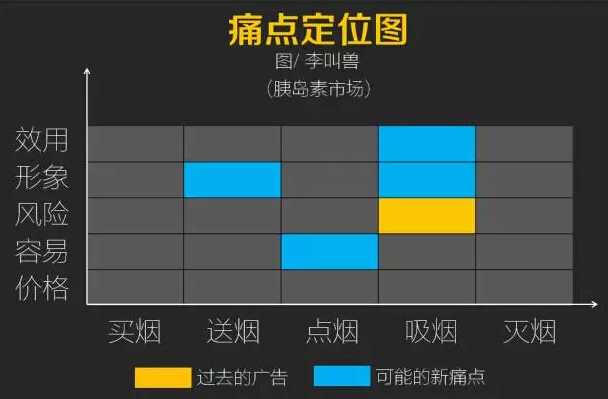 痛点定位图
图/ 李叫兽
(胰岛素市场)
效用
形象
风险
容易
价格
买烟 送烟 点烟 吸烟 灭烟
过去的广告 可能的新痛点